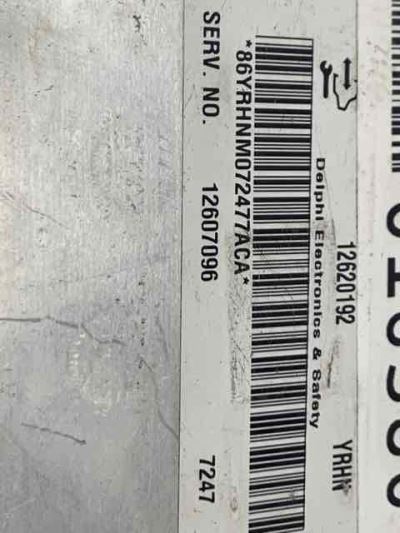 12620192 YRHN
Delphi Electronics & Safety
*86YRHNM072477ACA*
SERV. NO. 12607096 7247